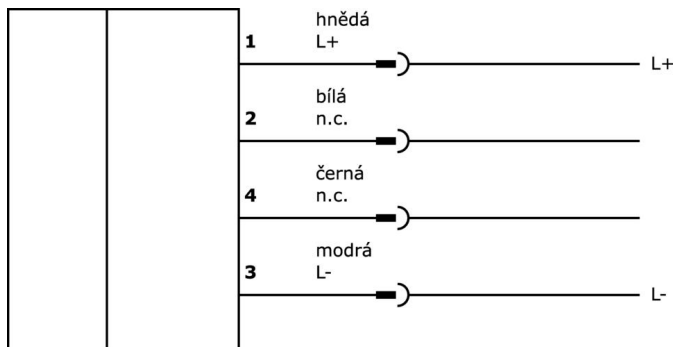 hnědá
1 L+
L+
bílá
2 n.c.
černá
4 n.c.
modrá
3 L-
L-